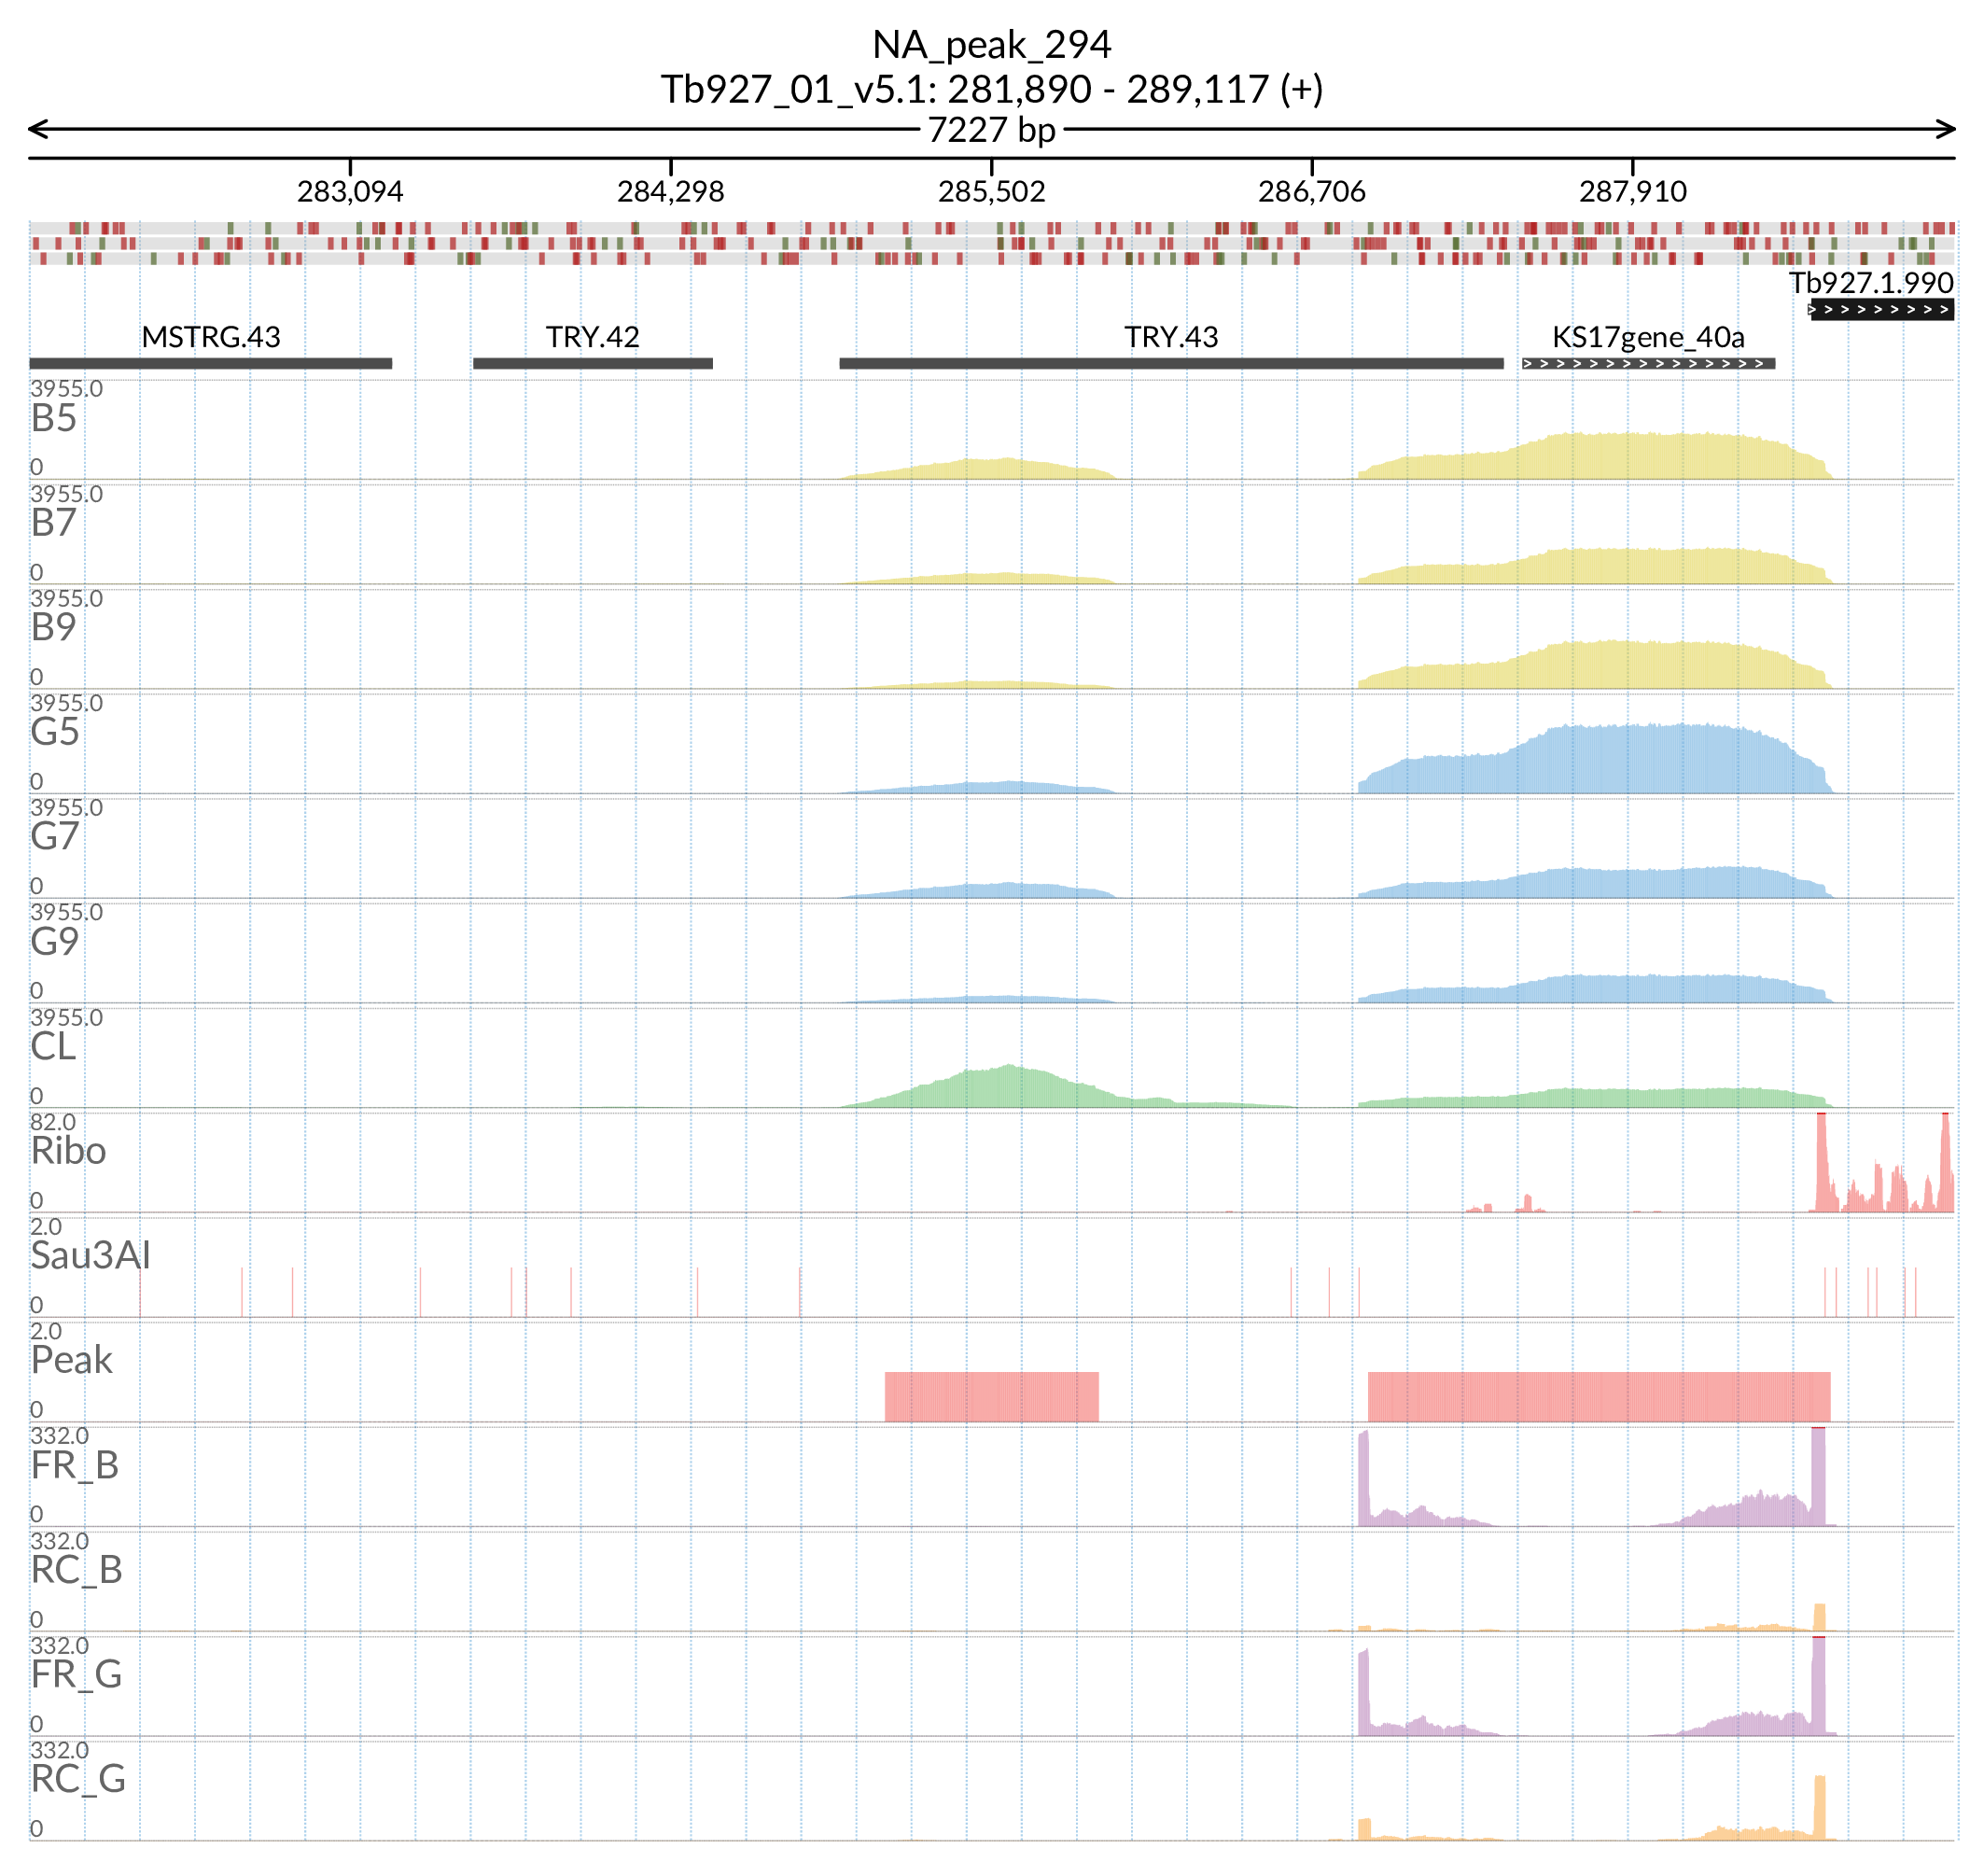 NA_peak_294
Tb927_01_v5.1: 281,890 - 289,117 (+)
7227 bp
283,094 284,298 285,502 286,706 287,910
Tb927.1.990
MSTRG.43 TRY.42 TRY.43 KS17gene_40a
3955.0
B5
0
3955.0
B7
0
3955.0
B9
0
3955.0
G5
0
3955.0
G7
0
3955.0
G9
0
3955.0
CL
0
82.0
Ribo
0
2.0
Sau3AI
0
2.0
Peak
0
332.0
FR_B
0
332.0
RC_B
0
332.0
FR_G
0
332.0
RC_G
0